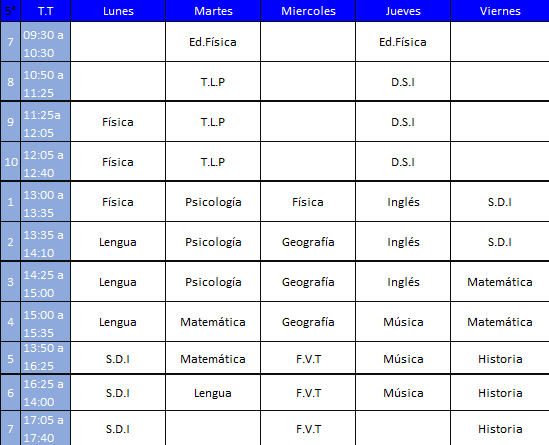 5° T.T Lunes Martes Miercoles Jueves Viernes
7 09:30 a 10:30 Ed.Física Ed.Física
8 10:50 a 11:25 T.L.P D.S.I
9 11:25a 12:05 Física T.L.P D.S.I
10 12:05 a 12:40 Física T.L.P D.S.I
1 13:00 a 13:35 Física Psicología Física Inglés S.D.I
2 13:35 a 14:10 Lengua Psicología Geografía Inglés S.D.I
3 14:25 a 15:00 Lengua Psicología Geografía Inglés Matemática
4 15:00 a 15:35 Lengua Matemática Geografía Música Matemática
5 13:50 a 16:25 S.D.I Matemática F.V.T Música Historia
6 16:25 a 14:00 S.D.I Lengua F.V.T Música Historia
7 17:05 a 17:40 S.D.I F.V.T Historia